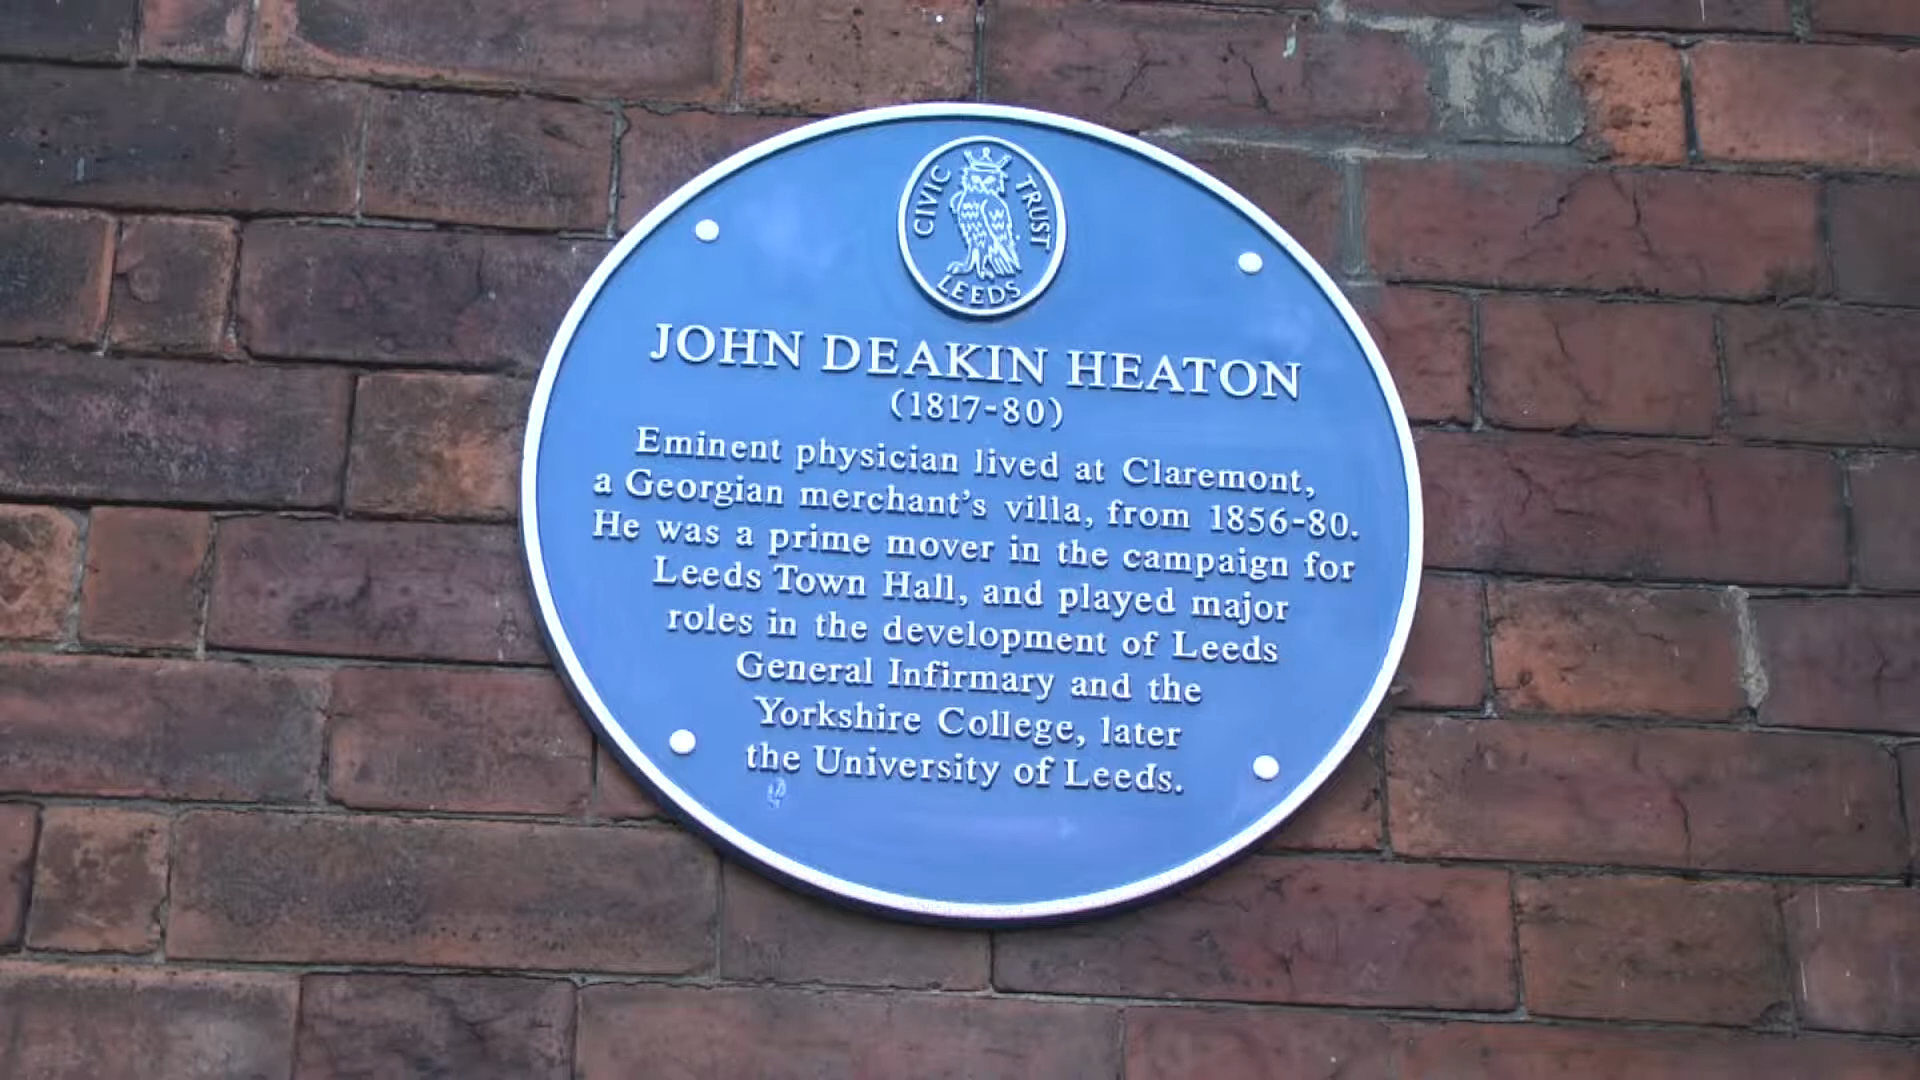 CIVIC TRUST
LEEDS
JOHN DEAKIN HEATON
(1817-80)
Eminent physician lived at Claremont,
a Georgian merchant's villa, from 1856-80.
He was a prime mover in the campaign for
Leeds Town Hall, and played major
roles in the development of Leeds
General Infirmary and the
Yorkshire College, later
the University of Leeds.